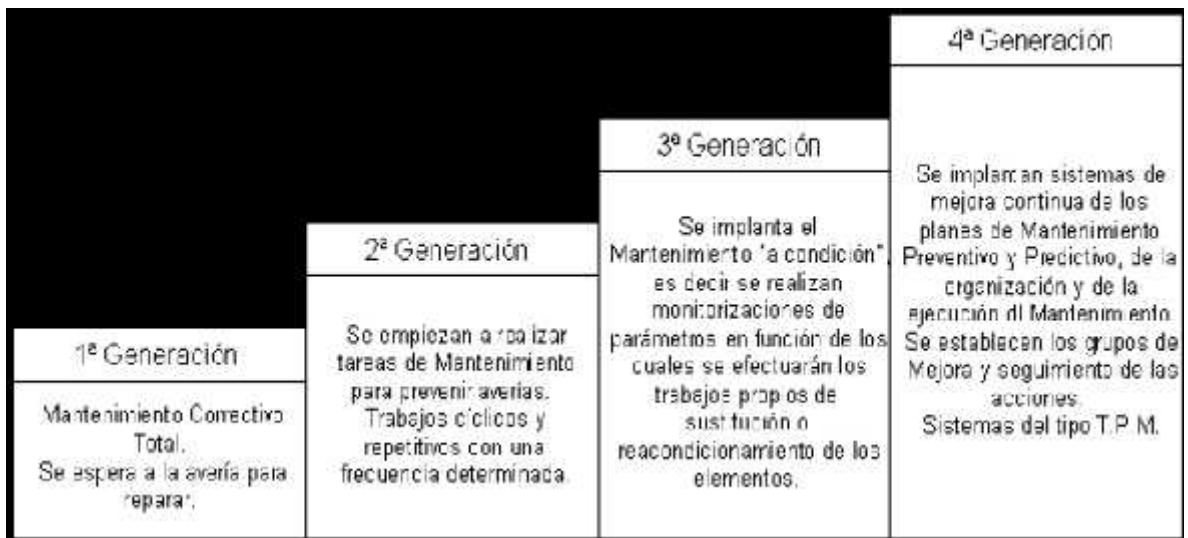 1ª Generación
Mantenimiento Correctivo
Total.
Se espera a la avería para
reparar.
2ª Generación
Se empiezan a realizar
tareas de Mantenimiento
para prevenir averías.
Trabajos cíclicos y
repetitivos con una
frecuencia determinada.
3ª Generación
Se implanta el
Mantenimiento "a condición",
es decir se realizan
monitorizaciones de
parámetros en función de los
cuales se efectuarán los
trabajos propios de
sustitución o
reacondicionamiento de los
elementos.
4ª Generación
Se implantan sistemas de
mejora continua de los
planes de Mantenimiento
Preventivo y Predictivo, de la
organización y de la
ejecución dl Mantenimiento.
Se establecen los grupos de
Mejora y seguimiento de las
acciones.
Sistemas del tipo T.P.M.